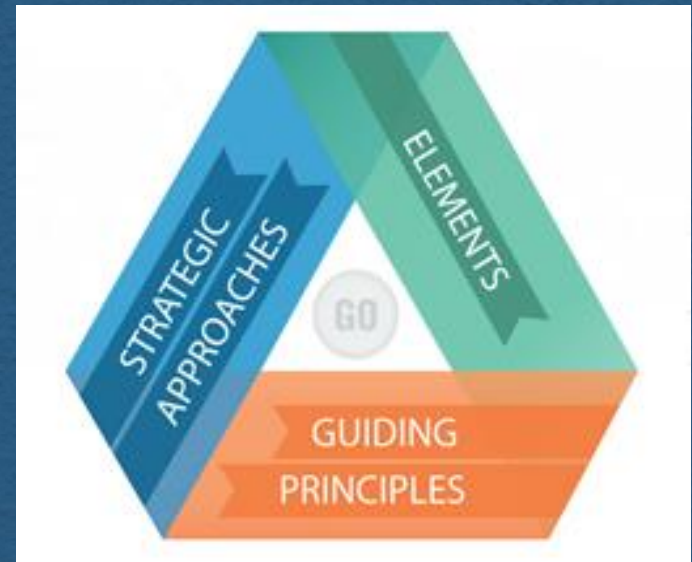 STRATEGIC
APPROACHES
ELEMENTS
GO
GUIDING
PRINCIPLES